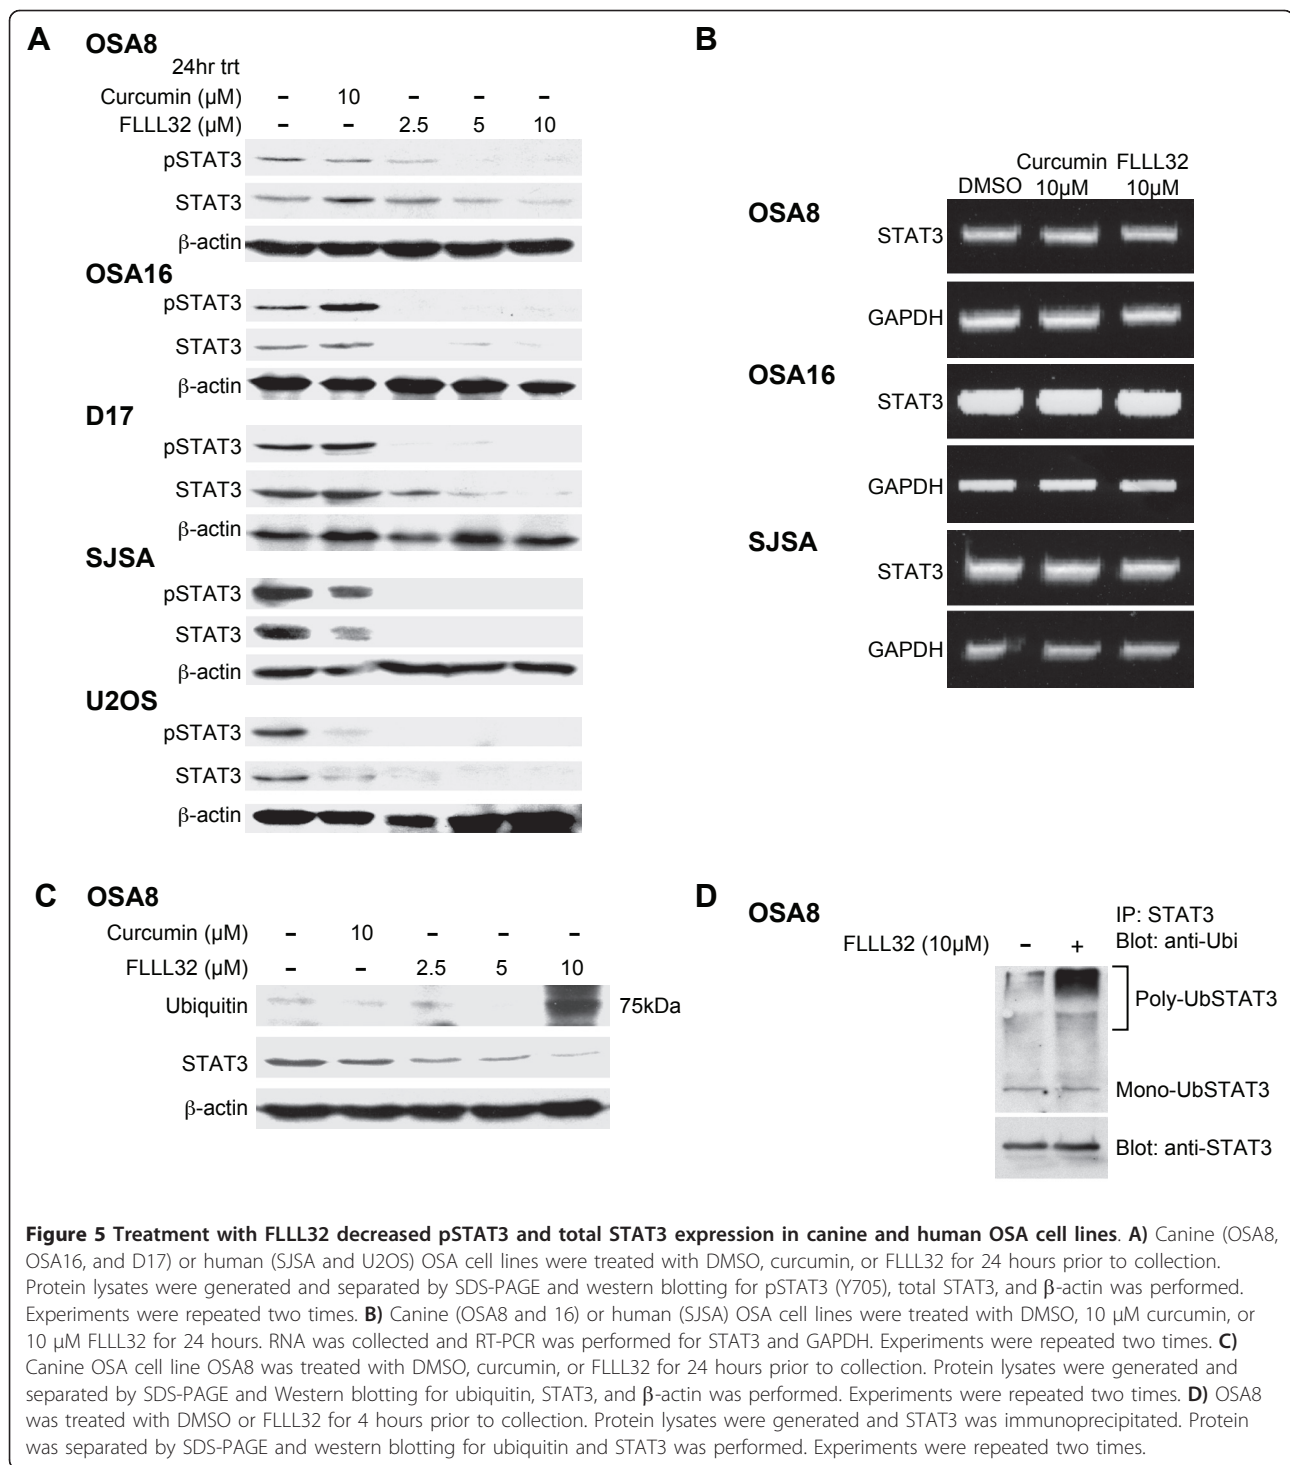 A
OSA8
24hr trt
Curcumin (µM) – 10 – – –
FLLL32 (µM) – – 2.5 5 10
pSTAT3
STAT3
β-actin
OSA16
pSTAT3
STAT3
β-actin
D17
pSTAT3
STAT3
β-actin
SJSA
pSTAT3
STAT3
β-actin
U2OS
pSTAT3
STAT3
β-actin
B
DMSO Curcumin 10µM FLLL32 10µM
OSA8
STAT3
GAPDH
OSA16
STAT3
GAPDH
SJSA
STAT3
GAPDH
C
OSA8
Curcumin (µM) – 10 – – –
FLLL32 (µM) – – 2.5 5 10
Ubiquitin 75kDa
STAT3
β-actin
D
OSA8
IP: STAT3
Blot: anti-Ubi
FLLL32 (10µM) – +
Poly-UbSTAT3
Mono-UbSTAT3
Blot: anti-STAT3
Figure 5 Treatment with FLLL32 decreased pSTAT3 and total STAT3 expression in canine and human OSA cell lines. A) Canine (OSA8,
OSA16, and D17) or human (SJSA and U2OS) OSA cell lines were treated with DMSO, curcumin, or FLLL32 for 24 hours prior to collection.
Protein lysates were generated and separated by SDS-PAGE and western blotting for pSTAT3 (Y705), total STAT3, and β-actin was performed.
Experiments were repeated two times. B) Canine (OSA8 and 16) or human (SJSA) OSA cell lines were treated with DMSO, 10 µM curcumin, or
10 µM FLLL32 for 24 hours. RNA was collected and RT-PCR was performed for STAT3 and GAPDH. Experiments were repeated two times. C)
Canine OSA cell line OSA8 was treated with DMSO, curcumin, or FLLL32 for 24 hours prior to collection. Protein lysates were generated and
separated by SDS-PAGE and Western blotting for ubiquitin, STAT3, and β-actin was performed. Experiments were repeated two times. D) OSA8
was treated with DMSO or FLLL32 for 4 hours prior to collection. Protein lysates were generated and STAT3 was immunoprecipitated. Protein
was separated by SDS-PAGE and western blotting for ubiquitin and STAT3 was performed. Experiments were repeated two times.